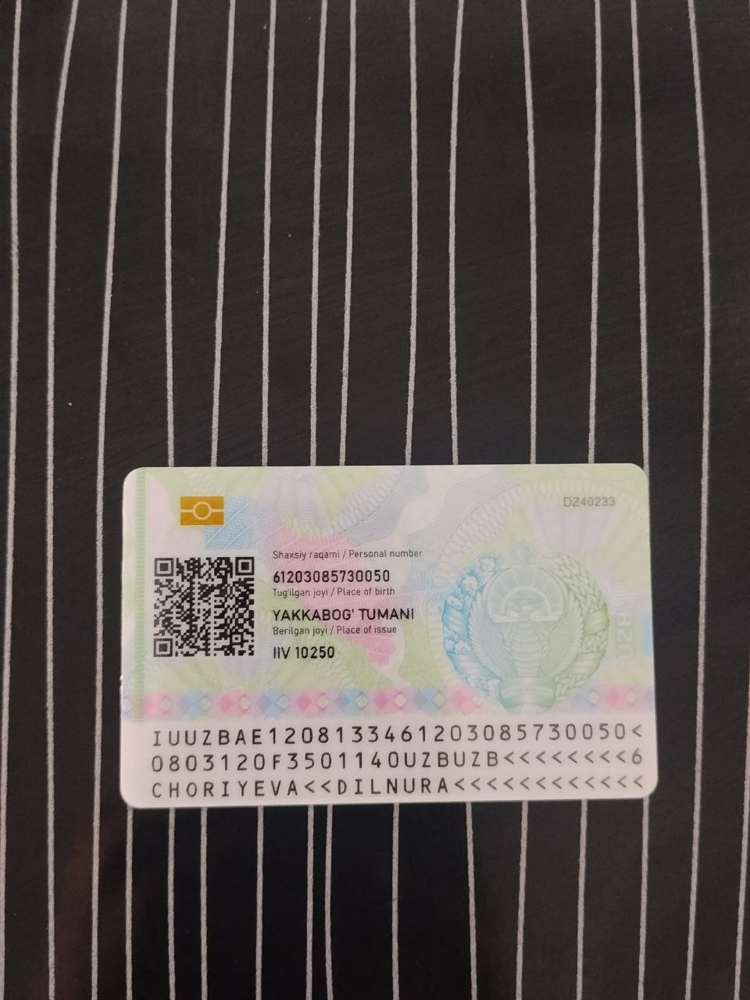 DZ40233
Shaxsiy raqami / Personal number
61203085730050
Tug'ilgan joyi / Place of birth
YAKKABOG' TUMANI
Berilgan joyi / Place of issue
IIV 10250
UZB
IUUZBAE1208133461203085730050<
0803120F3501140UZBUZB<<<<<<<<6
CHORIYEVA<<DILNURA<<<<<<<<<<<<